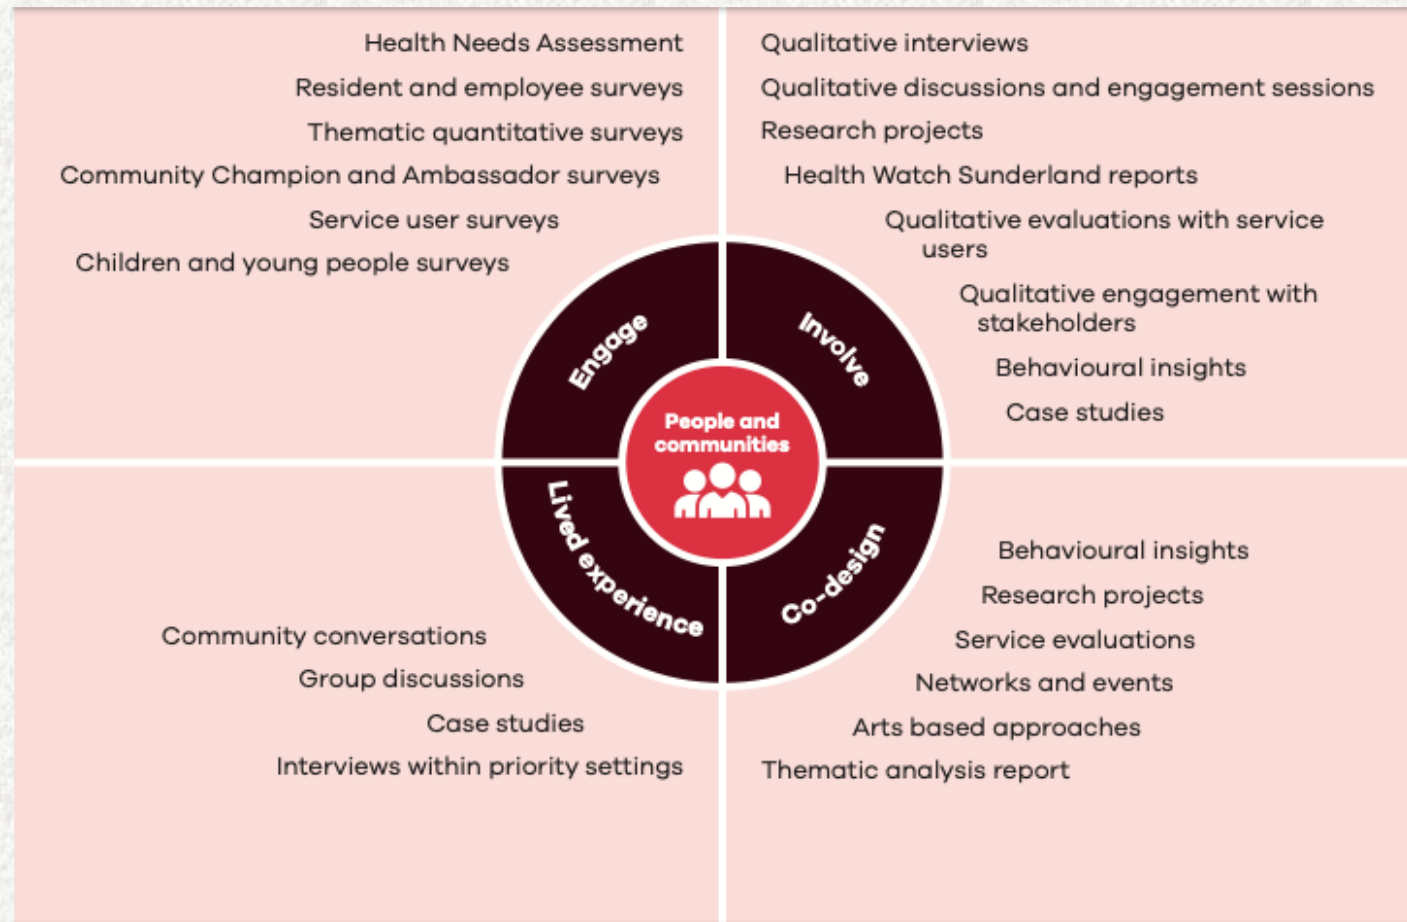 Health Needs Assessment
Resident and employee surveys
Thematic quantitative surveys
Community Champion and Ambassador surveys
Service user surveys
Children and young people surveys
Qualitative interviews
Qualitative discussions and engagement sessions
Research projects
Health Watch Sunderland reports
Qualitative evaluations with service
users
Qualitative engagement with
stakeholders
Behavioural insights
Case studies
Engage
Involve
People and
communities
Lived experience
Co-design
Community conversations
Group discussions
Case studies
Interviews within priority settings
Behavioural insights
Research projects
Service evaluations
Networks and events
Arts based approaches
Thematic analysis report